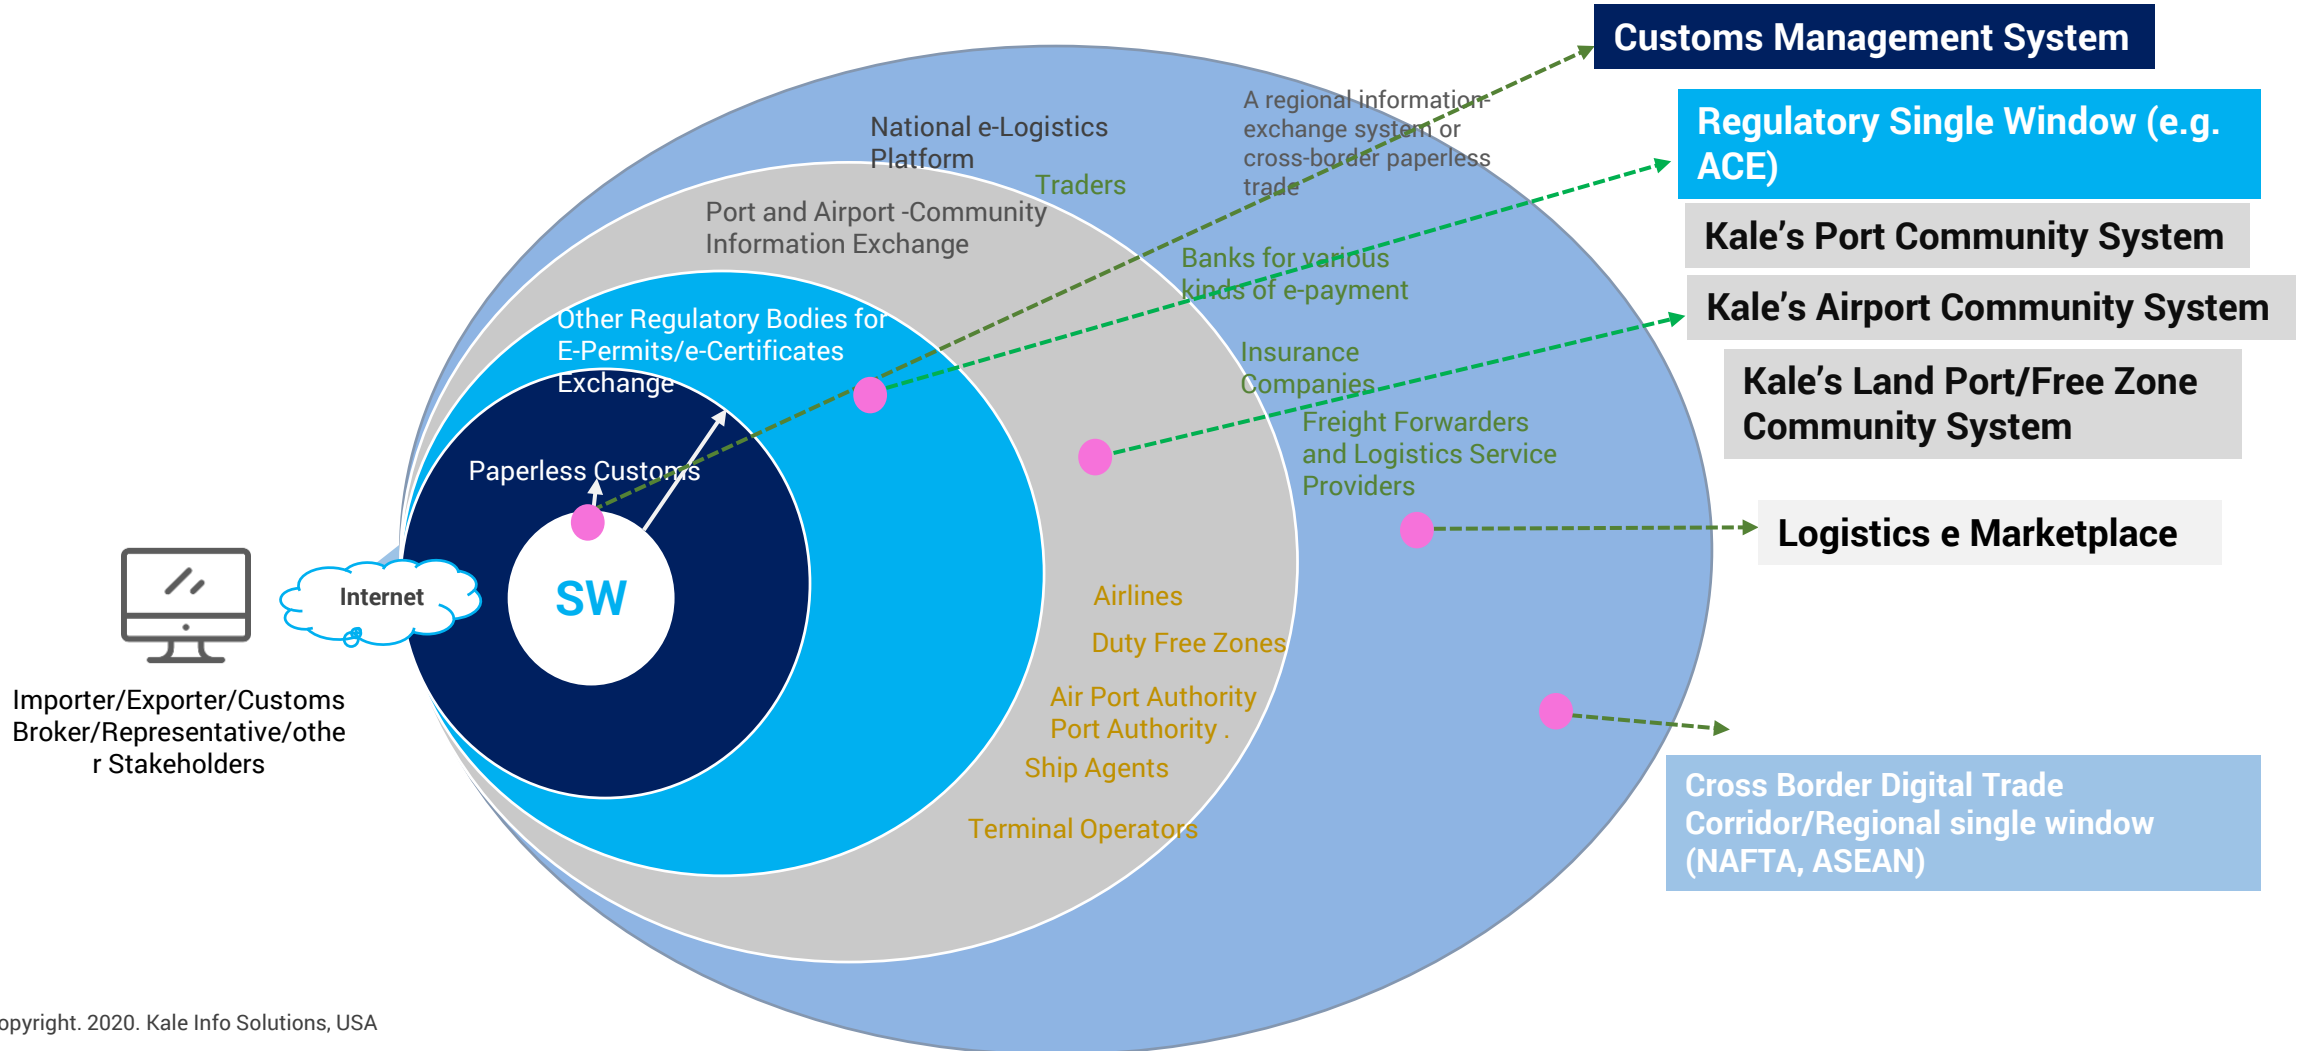 Customs Management System
A regional information-
exchange system or
cross-border paperless
trade
National e-Logistics
Platform
Traders
Regulatory Single Window (e.g.
ACE)
Port and Airport -Community
Information Exchange
Kale's Port Community System
Banks for various
kinds of e-payment
Kale's Airport Community System
Other Regulatory Bodies for
E-Permits/e-Certificates
Exchange
Insurance
Companies
Kale's Land Port/Free Zone
Community System
Freight Forwarders
and Logistics Service
Providers
Paperless Customs
Logistics e Marketplace
Internet
SW
Airlines
Duty Free Zones
Importer/Exporter/Customs
Broker/Representative/othe
r Stakeholders
Air Port Authority
Port Authority .
Ship Agents
Terminal Operators
Cross Border Digital Trade
Corridor/Regional single window
(NAFTA, ASEAN)
opyright. 2020. Kale Info Solutions, USA